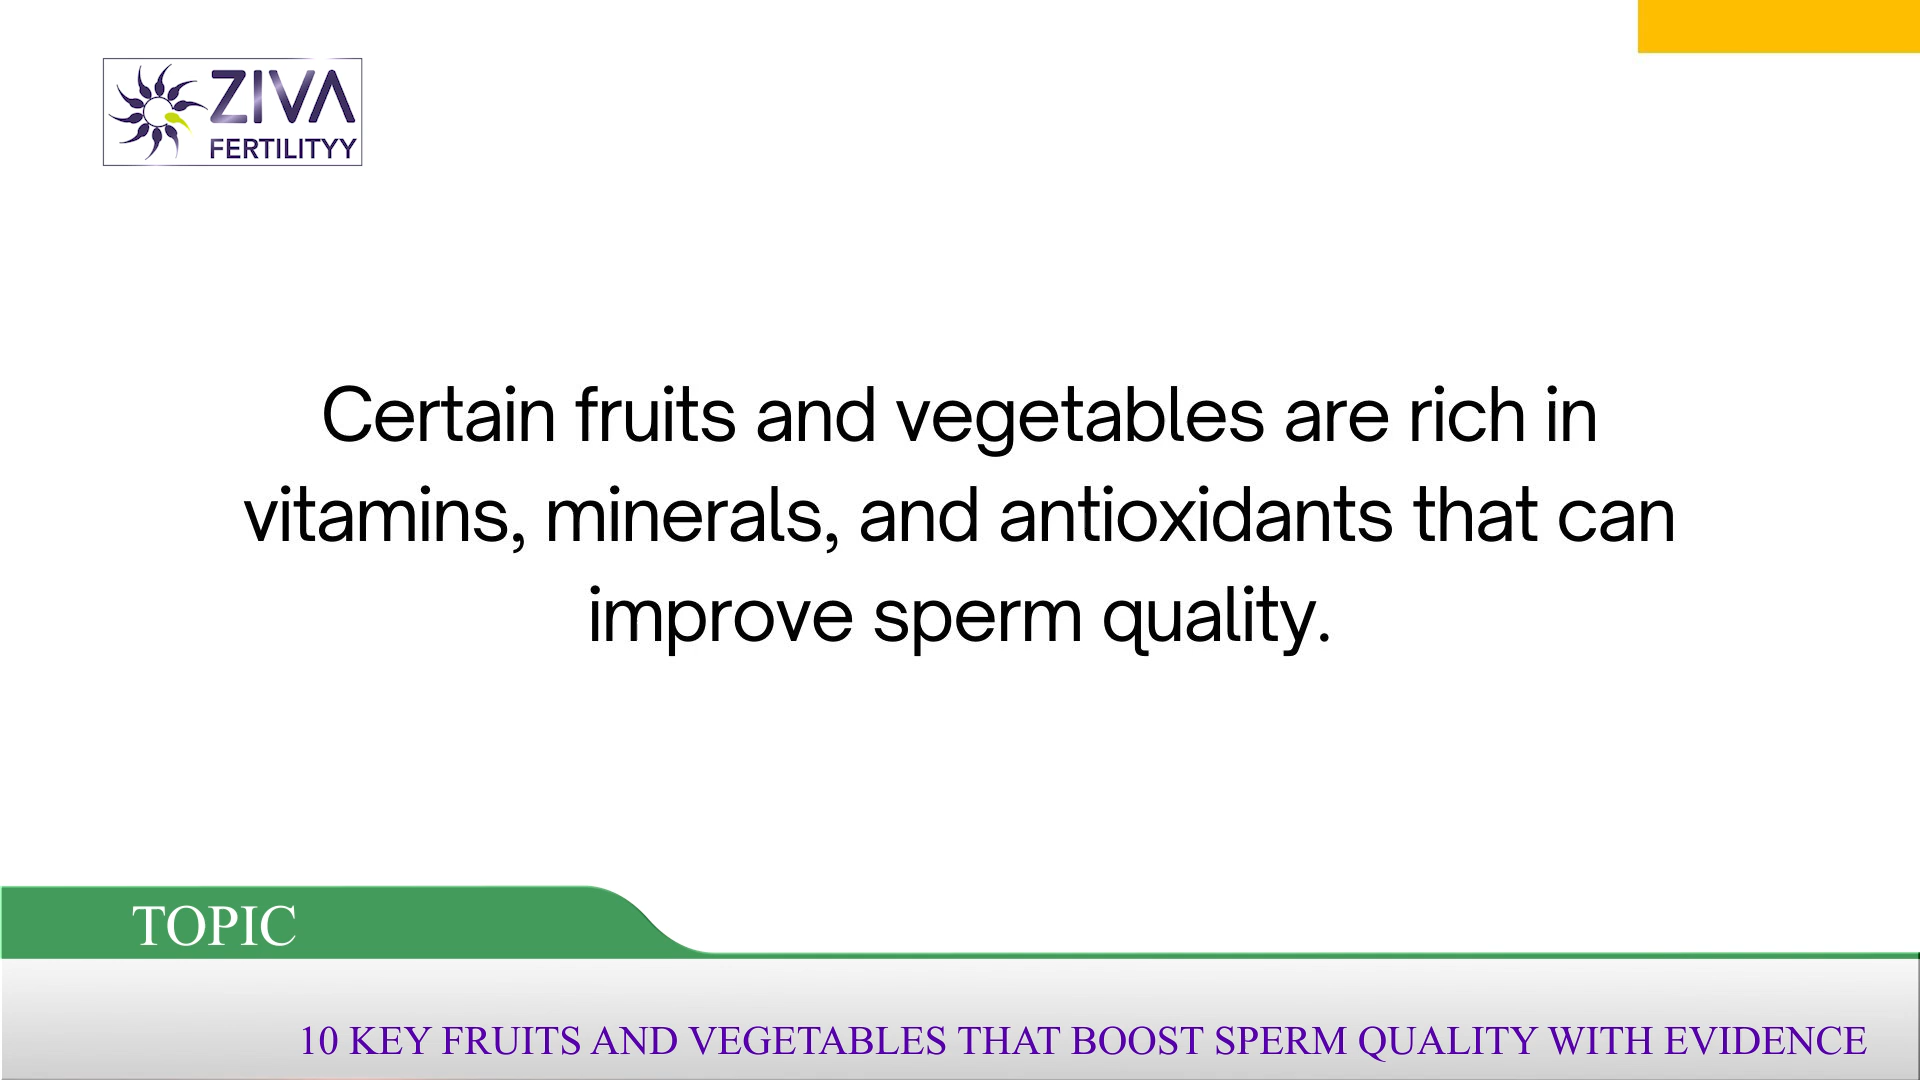 ZIVA
FERTILITYY
Certain fruits and vegetables are rich in
vitamins, minerals, and antioxidants that can
improve sperm quality.
TOPIC
10 KEY FRUITS AND VEGETABLES THAT BOOST SPERM QUALITY WITH EVIDENCE